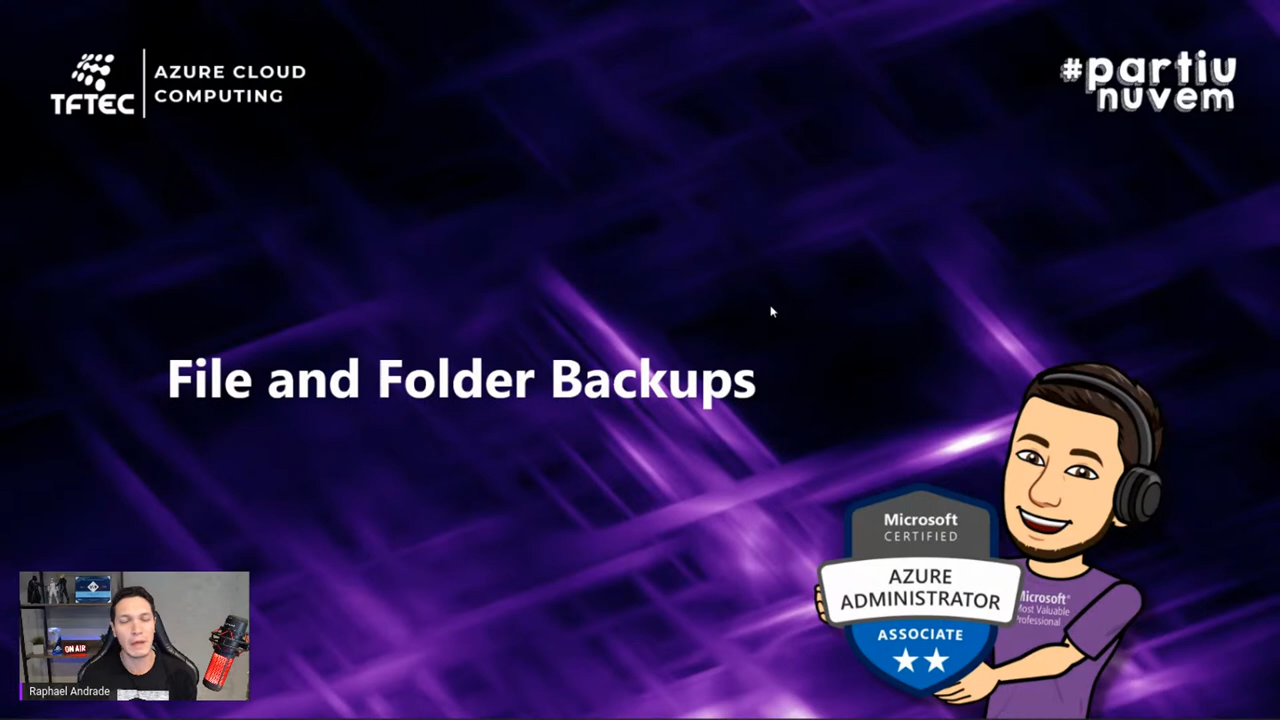 TFTEC
AZURE CLOUD
COMPUTING
#partiu
nuvem
File and Folder Backups
Microsoft
CERTIFIED
AZURE
ADMINISTRATOR
ASSOCIATE
Microsoft®
Most Valuable
Professional
ON AIR
Raphael Andrade